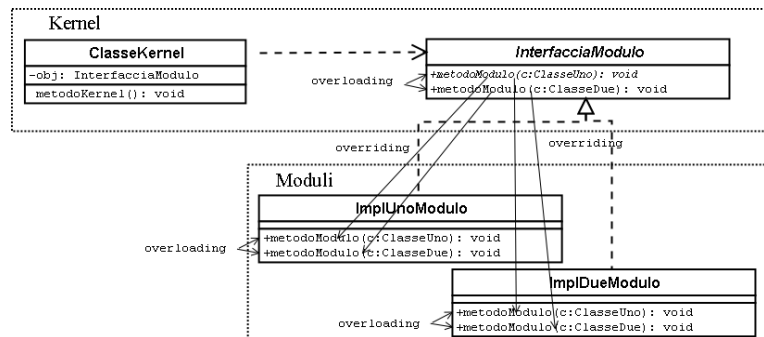 Kernel
ClasseKernel
-obj: InterfacciaModulo
metodoKernel(): void
InterfacciaModulo
overloading
+metodoModulo(c:ClasseUno): void
+metodoModulo(c:ClasseDue): void
overriding
overriding
Moduli
ImplUnoModulo
overloading
+metodoModulo(c:ClasseUno): void
+metodoModulo(c:ClasseDue): void
ImplDueModulo
overloading
+metodoModulo(c:ClasseUno): void
+metodoModulo(c:ClasseDue): void